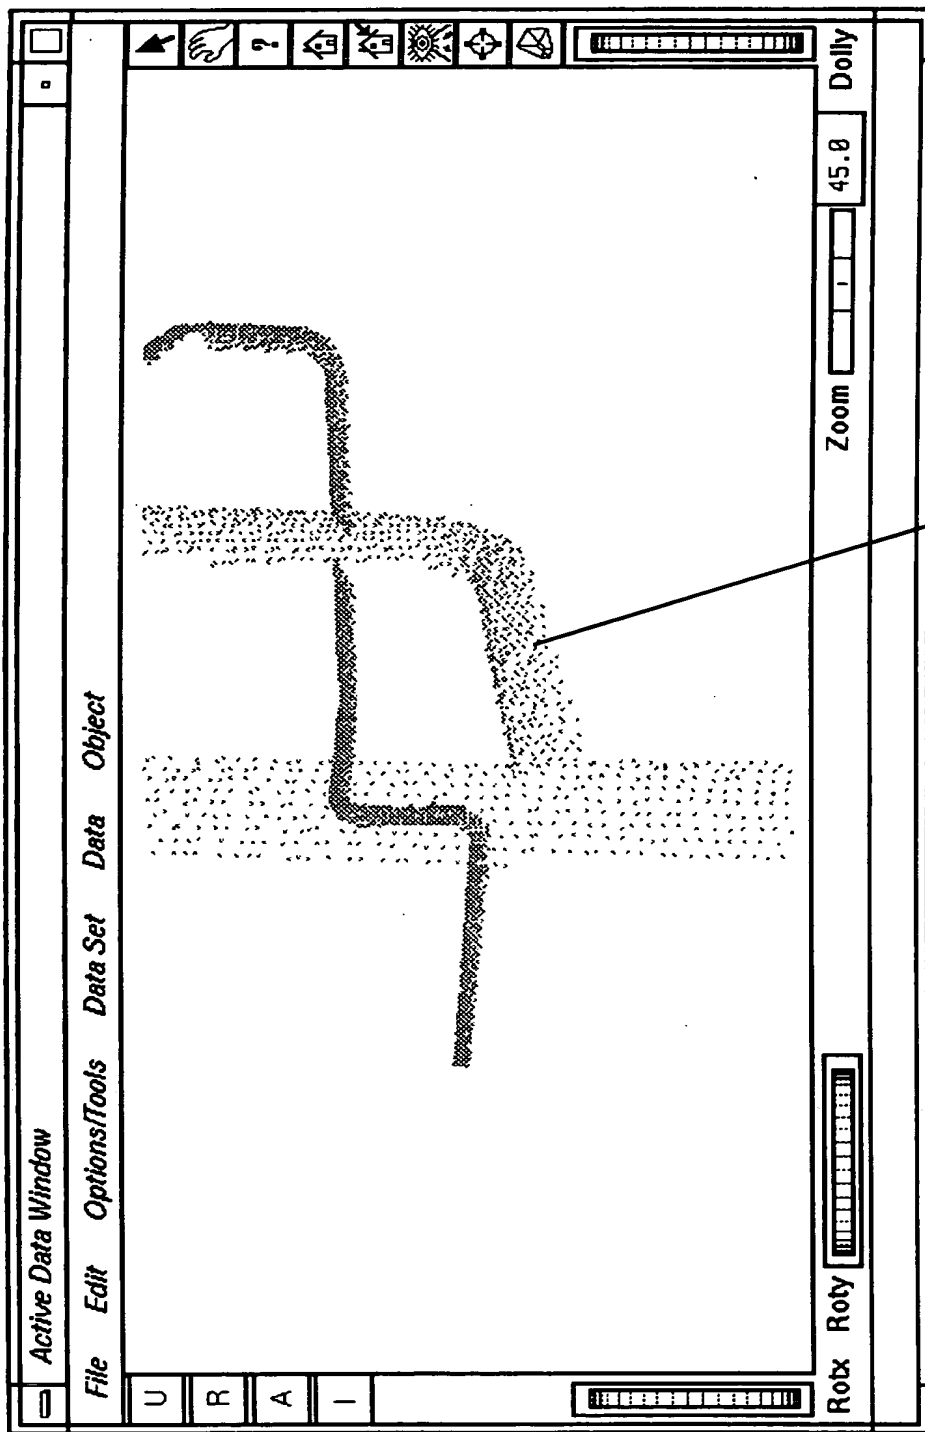 Active Data Window
File Edit Options/Tools Data Set Data Object
U
R
A
I
?
Rotx Roty Zoom 45.0 Dolly